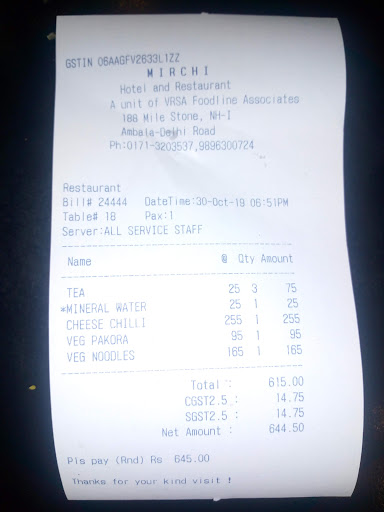 GSTIN 06AAGFV2633L1ZZ
MIRCHI
Hotel and Restaurant
A unit of VRSA Foodline Associates
188 Mile Stone, NH-I
Ambala-Delhi Road
Ph:0171-3203537,9896300724
Restaurant
Bill# 24444 DateTime:30-Oct-19 06:51PM
Table# 18 Pax:1
Server:ALL SERVICE STAFF
Name @ Qty Amount
TEA 25 3 75
*MINERAL WATER 25 1 25
CHEESE CHILLI 255 1 255
VEG PAKORA 95 1 95
VEG NOODLES 165 1 165
Total : 615.00
CGST2.5 : 14.75
SGST2.5 : 14.75
Net Amount : 644.50
Pls pay (Rnd) Rs 645.00
Thanks for your kind visit !